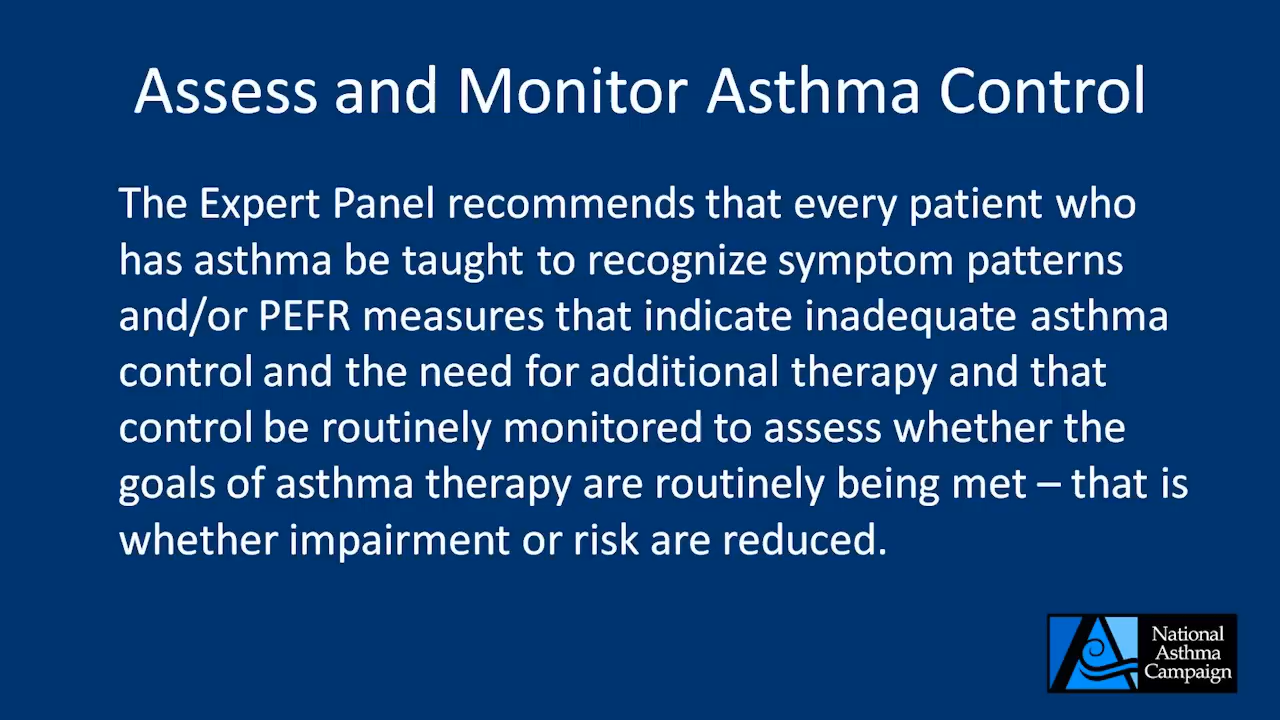 Assess and Monitor Asthma Control
The Expert Panel recommends that every patient who
has asthma be taught to recognize symptom patterns
and/or PEFR measures that indicate inadequate asthma
control and the need for additional therapy and that
control be routinely monitored to assess whether the
goals of asthma therapy are routinely being met – that is
whether impairment or risk are reduced.
National
Asthma
Campaign